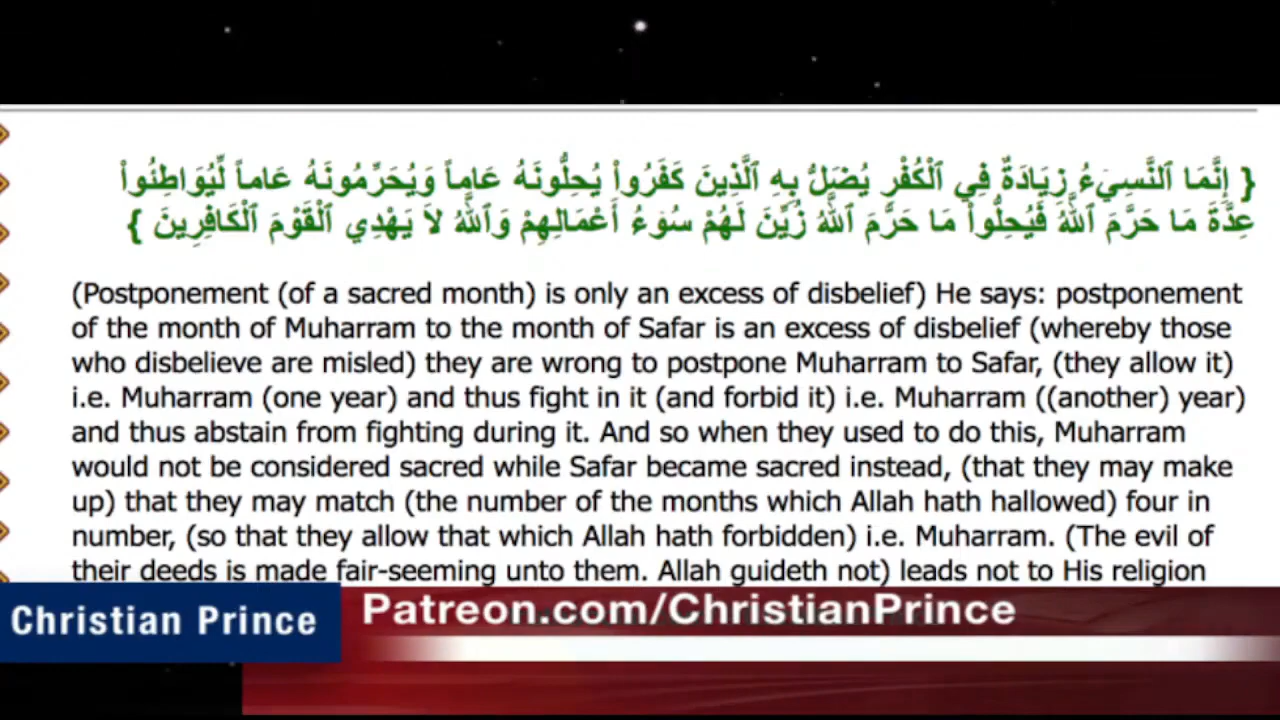 { إِنَّمَا ٱلنَّسِيۤءُ زِيَادَةٌ فِي ٱلْكُفْرِ يُضَلُّ بِهِ ٱلَّذِينَ كَفَرُواْ يُحِلُّونَهُ عَاماً وَيُحَرِّمُونَهُ عَاماً لِّيُوَاطِئُواْ
عِدَّةَ مَا حَرَّمَ ٱللَّهُ فَيُحِلُّواْ مَا حَرَّمَ ٱللَّهُ زُيِّنَ لَهُمْ سُوۤءُ أَعْمَالِهِمْ وَٱللَّهُ لاَ يَهْدِي ٱلْقَوْمَ ٱلْكَافِرِينَ }
(Postponement (of a sacred month) is only an excess of disbelief) He says: postponement
of the month of Muharram to the month of Safar is an excess of disbelief (whereby those
who disbelieve are misled) they are wrong to postpone Muharram to Safar, (they allow it)
i.e. Muharram (one year) and thus fight in it (and forbid it) i.e. Muharram ((another) year)
and thus abstain from fighting during it. And so when they used to do this, Muharram
would not be considered sacred while Safar became sacred instead, (that they may make
up) that they may match (the number of the months which Allah hath hallowed) four in
number, (so that they allow that which Allah hath forbidden) i.e. Muharram. (The evil of
their deeds is made fair-seeming unto them. Allah guideth not) leads not to His religion
Christian Prince
Patreon.com/ChristianPrince